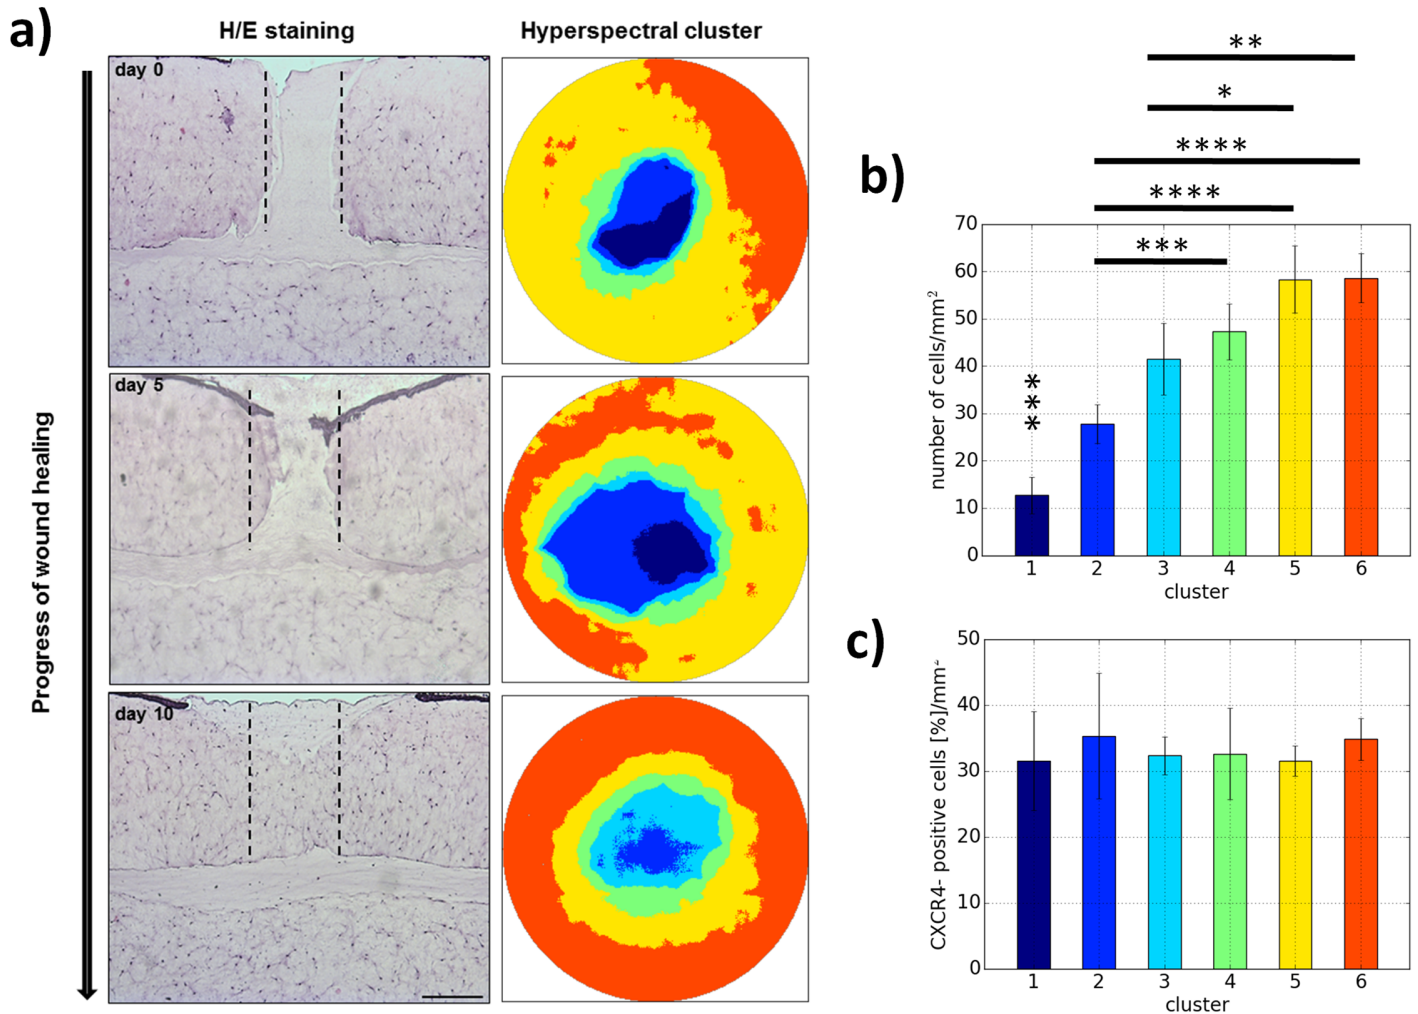 a)
H/E staining
Hyperspectral cluster
day 0
day 5
day 10
Progress of wound healing
b)
**
*
****
****
***
***
number of cells/mm²
70
60
50
40
30
20
10
0
1 2 3 4 5 6
cluster
c)
CXCR4- positive cells [%]/mm²
50
40
30
20
10
0
1 2 3 4 5 6
cluster